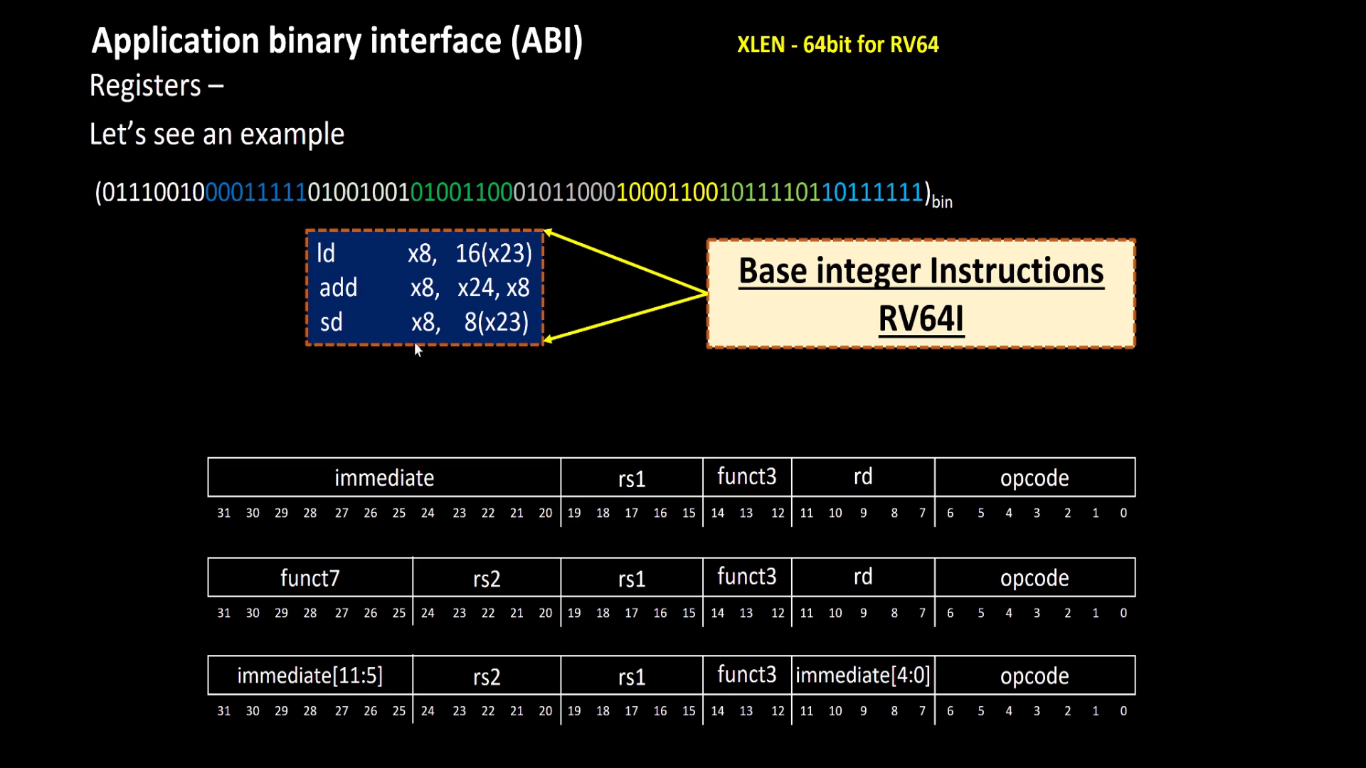 Application binary interface (ABI)
XLEN - 64bit for RV64
Registers –
Let's see an example
(0111001000011111010010010100110001011000100011001011110110111111)bin
ld x8, 16(x23)
add x8, x24, x8
sd x8, 8(x23)
Base integer Instructions
RV64I
immediate rs1 funct3 rd opcode
31 30 29 28 27 26 25 24 23 22 21 20 19 18 17 16 15 14 13 12 11 10 9 8 7 6 5 4 3 2 1 0
funct7 rs2 rs1 funct3 rd opcode
31 30 29 28 27 26 25 24 23 22 21 20 19 18 17 16 15 14 13 12 11 10 9 8 7 6 5 4 3 2 1 0
immediate[11:5] rs2 rs1 funct3 immediate[4:0] opcode
31 30 29 28 27 26 25 24 23 22 21 20 19 18 17 16 15 14 13 12 11 10 9 8 7 6 5 4 3 2 1 0